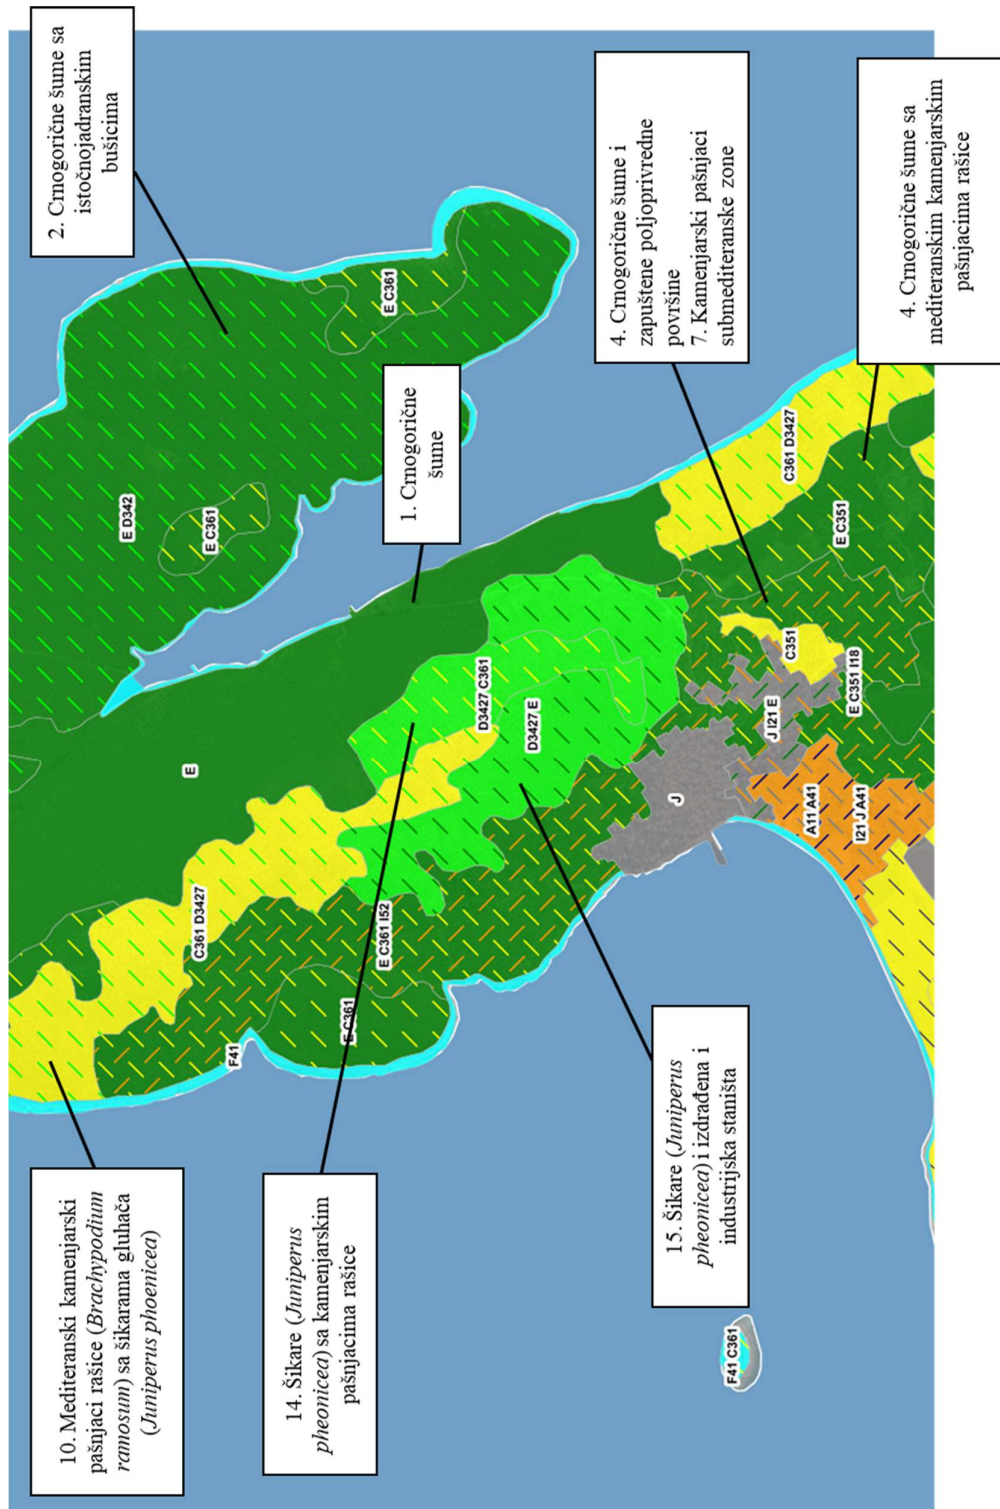 10. Mediteranski kamenjarski
pašnjaci rašice (Brachypodium
ramosum) sa šikarama gluhača
(Juniperus phoenicea)
2. Crnogorične šume sa
istočnojadranskim
bušicima
E D342
E
C361 D3427
E C361
F41
14. Šikare (Juniperus
pheonicea) sa kamenjarskim
pašnjacima rašice
E C361
E C361 I52
E C361
1. Crnogorične
šume
D3427 C361
D3427 E
15. Šikare (Juniperus
pheonicea) i izdrađena i
industrijska staništa
4. Crnogorične šume i
zapuštene poljoprivredne
površine
7. Kamenjarski pašnjaci
submediteranske zone
J
F41 C361
J I21 E
C361 D3427
C351
A11 A41
E C351
E C351 I18
I21 J A41
4. Crnogorične šume sa
mediteranskim kamenjarskim
pašnjacima rašice